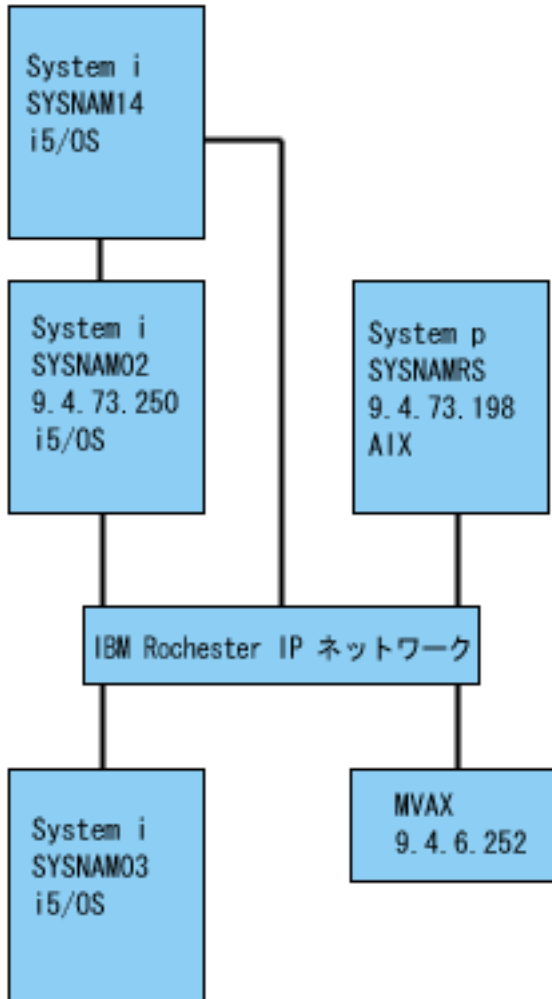 System i
SYSNAM14
i5/OS
System i
SYSNAM02
9.4.73.250
i5/OS
System p
SYSNAMRS
9.4.73.198
AIX
IBM Rochester IP ネットワーク
System i
SYSNAM03
i5/OS
MVAX
9.4.6.252